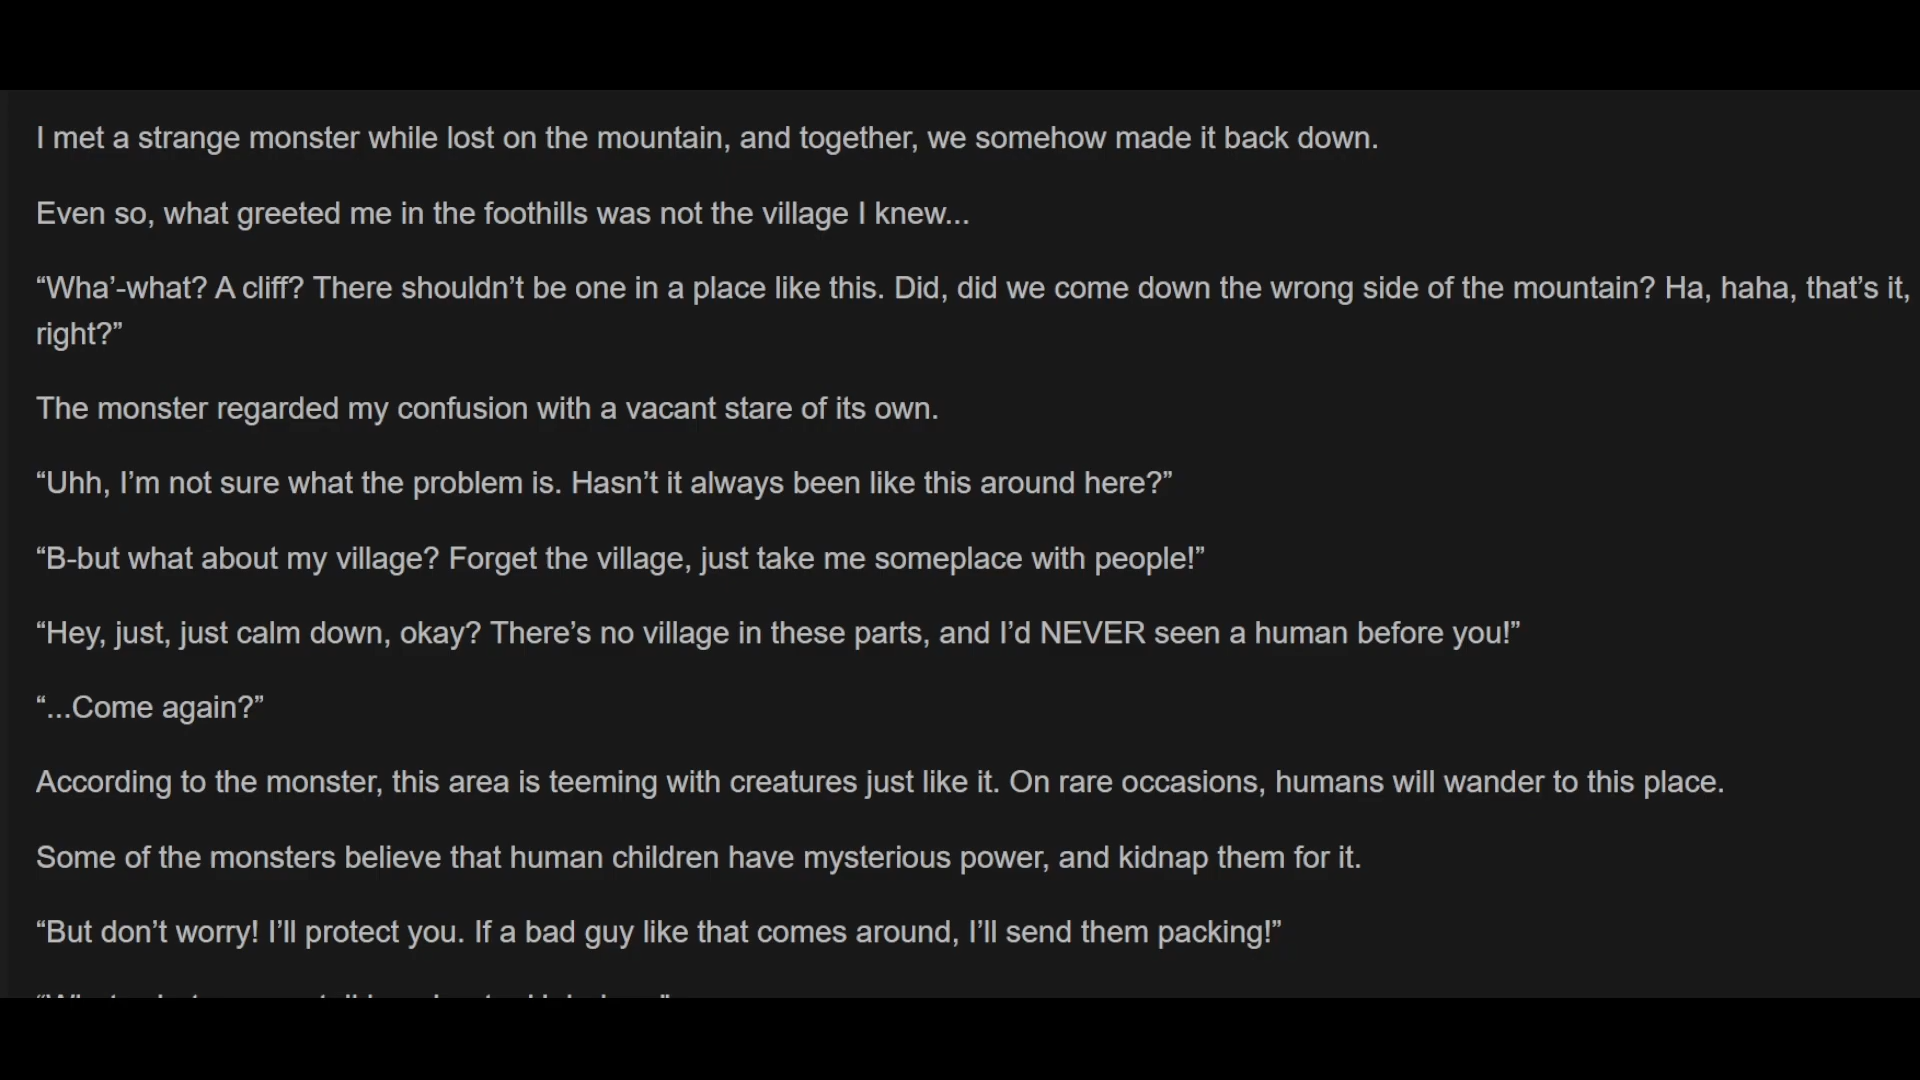 I met a strange monster while lost on the mountain, and together, we somehow made it back down.
Even so, what greeted me in the foothills was not the village I knew...
“Wha’-what? A cliff? There shouldn’t be one in a place like this. Did, did we come down the wrong side of the mountain? Ha, haha, that’s it,
right?”
The monster regarded my confusion with a vacant stare of its own.
“Uhh, I’m not sure what the problem is. Hasn’t it always been like this around here?”
“B-but what about my village? Forget the village, just take me someplace with people!”
“Hey, just, just calm down, okay? There’s no village in these parts, and I’d NEVER seen a human before you!”
“...Come again?”
According to the monster, this area is teeming with creatures just like it. On rare occasions, humans will wander to this place.
Some of the monsters believe that human children have mysterious power, and kidnap them for it.
“But don’t worry! I’ll protect you. If a bad guy like that comes around, I’ll send them packing!”